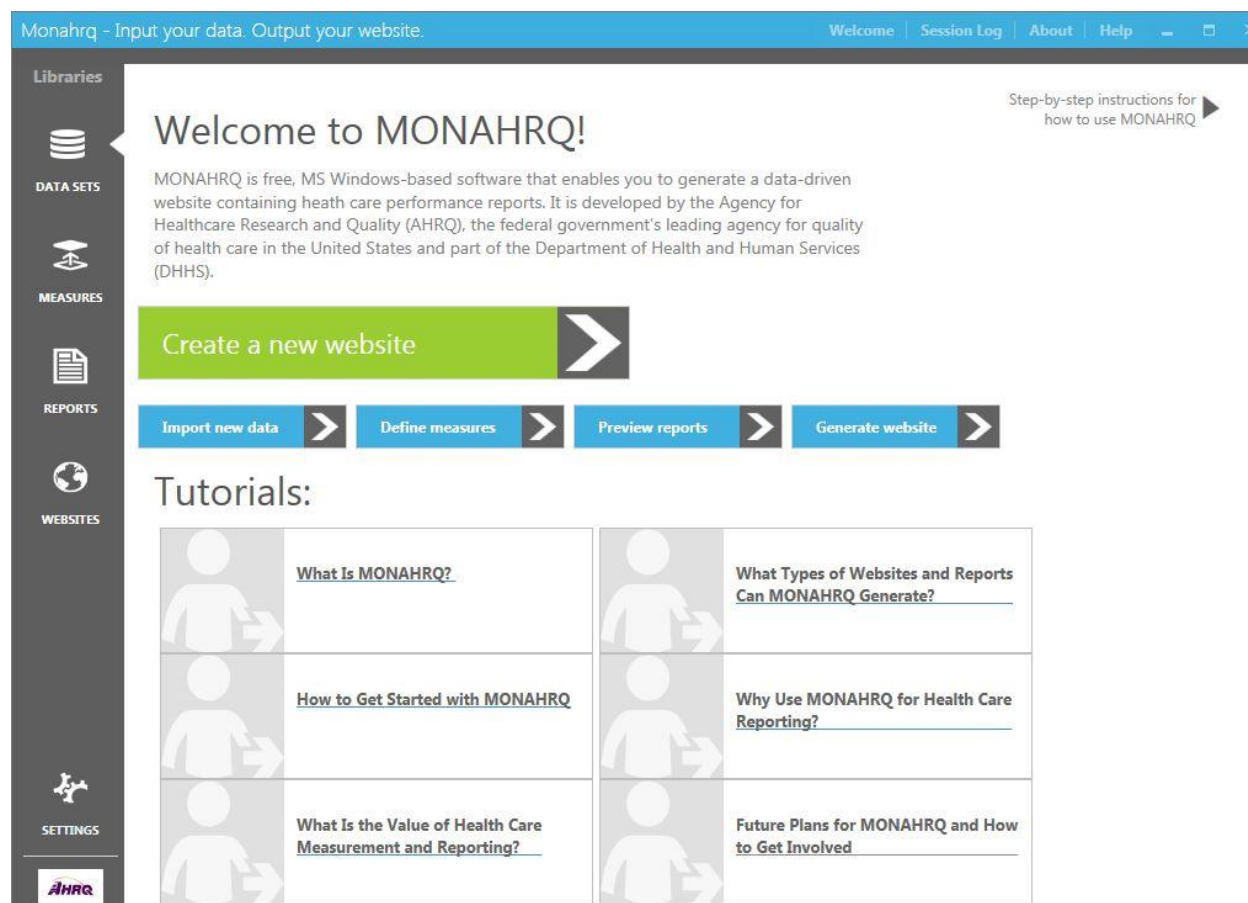 Monahrq - Input your data. Output your website.
Welcome
Session Log
About
Help
Libraries
DATA SETS
MEASURES
REPORTS
WEBSITES
SETTINGS
AHRQ
Step-by-step instructions for
how to use MONAHRQ
Welcome to MONAHRQ!
MONAHRQ is free, MS Windows-based software that enables you to generate a data-driven
website containing heath care performance reports. It is developed by the Agency for
Healthcare Research and Quality (AHRQ), the federal government's leading agency for quality
of health care in the United States and part of the Department of Health and Human Services
(DHHS).
Create a new website
Import new data
Define measures
Preview reports
Generate website
Tutorials:
What Is MONAHRQ?
What Types of Websites and Reports
Can MONAHRQ Generate?
How to Get Started with MONAHRQ
Why Use MONAHRQ for Health Care
Reporting?
What Is the Value of Health Care
Measurement and Reporting?
Future Plans for MONAHRQ and How
to Get Involved